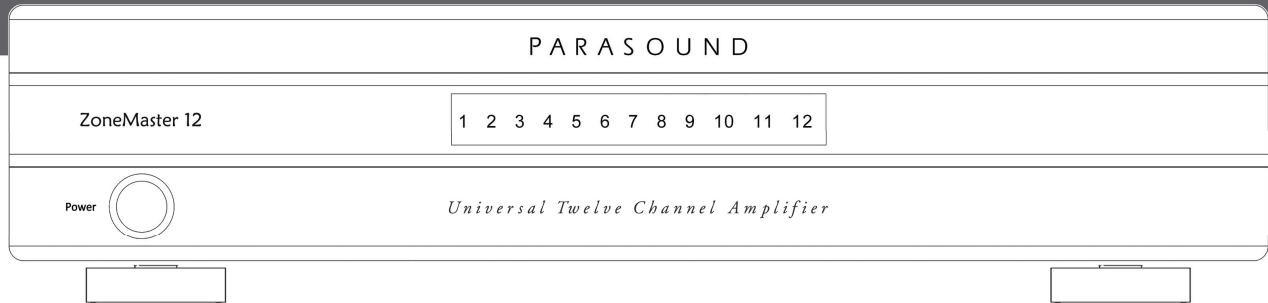 PARASOUND
ZoneMaster 12
1 2 3 4 5 6 7 8 9 10 11 12
Power
Universal Twelve Channel Amplifier